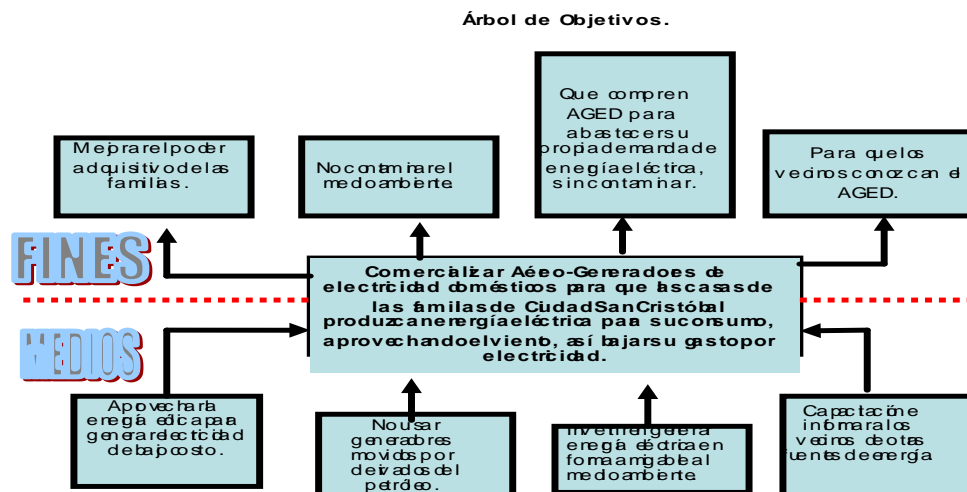 Árbol de Objetivos.
Mejorar el poder
adquisitivo de las
familias.
No contaminar el
medio ambiente.
Que compren
AGED para
abastecer su
propia demanda de
energía eléctrica,
sin contaminar.
Para que los
vecinos conozcan el
AGED.
FINES
Comercializar Aéreo-Generadores de
electricidad domésticos para que las casas de
las familas de Ciudad San Cristóbal
produzcan energía eléctrica para su consumo,
aprovechando el viento, así bajar su gasto por
electricidad.
MEDIOS
Aprovechar la
energía eólica para
generar electricidad
de bajo costo.
No usar
generadores
movidos por
derivados del
petróleo.
Invertir en generar
energía eléctrica en
forma amigable al
medio ambiente.
Capacitación e
informar a los
vecinos de otras
fuentes de energía